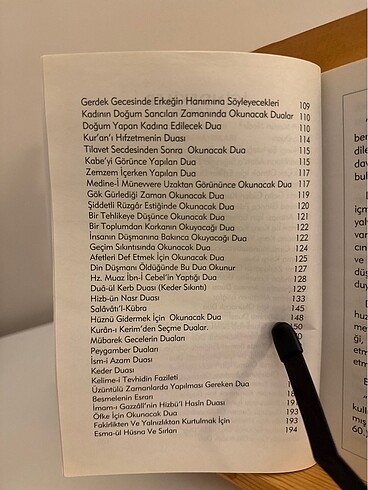 Gerdek Gecesinde Erkeğin Hanımına Söyleyecekleri 109
Kadının Doğum Sancıları Zamanında Okunacak Dualar 110
Doğum Yapan Kadına Edilecek Dua 110
Kur'an'ı Hıfzetmenin Duası 114
Tilavet Secdesinden Sonra Okunacak Dua 115
Kabe'yi Görünce Yapılan Dua 115
Zemzem İçerken Yapılan Dua 117
Medine-İ Münevvere Uzaktan Görününce Okunacak Dua 117
Gök Gürlediği Zaman Okunacak Dua 119
Şiddetli Rüzgâr Estiğinde Okunacak Dua 120
Bir Tehlikeye Düşünce Okunacak Dua 121
Bir Toplumdan Korkanın Okuyacağı Dua 122
İnsanın Düşmanına Bakınca Okuyacağı Dua 122
Geçim Sıkıntısında Okunacak Dua 124
Afetleri Def Etmek İçin Okunacak Dua 125
Din Düşmanı Öldüğünde Bu Dua Okunur 127
Hz. Muaz İbn-İ Cebel'in Yaptığı Dua 128
Duâ-ül Kerb Duası (Keder Sıkıntı) 129
Hizb-ün Nasr Duası 133
Salâvatı'l-Kübra 145
Hüznü Gidermek İçin Okunacak Dua 148
Kurân-ı Kerim'den Seçme Dualar. 150
Mübarek Gecelerin Duaları
Peygamber Duaları
İsm-i Azam Duası
Keder Duası
Kelime-i Tevhidin Fazileti
Üzüntülü Zamanlarda Yapılması Gereken Dua
Besmelenin Esrarı
İmam-ı Gazzâlî'nin Hizbü'l Hasîn Duası
Öfke İçin Okunacak Dua 193
Fakirlikten Ve Yalnızlıktan Kurtulmak İçin 193
Esma-ül Hüsna Ve Sırları 194